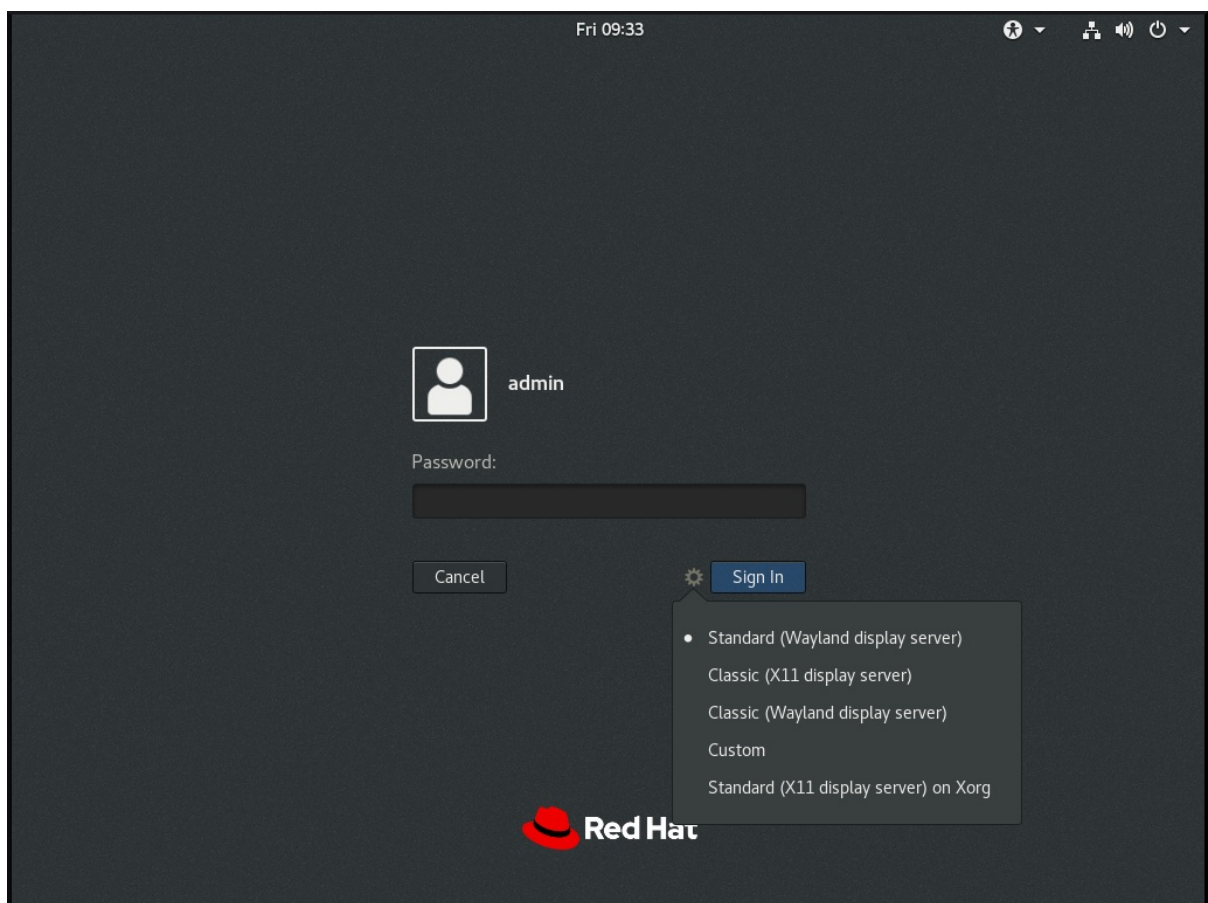 Fri 09:33
admin
Password:
Cancel
Sign In
Standard (Wayland display server)
Classic (X11 display server)
Classic (Wayland display server)
Custom
Standard (X11 display server) on Xorg
Red Hat